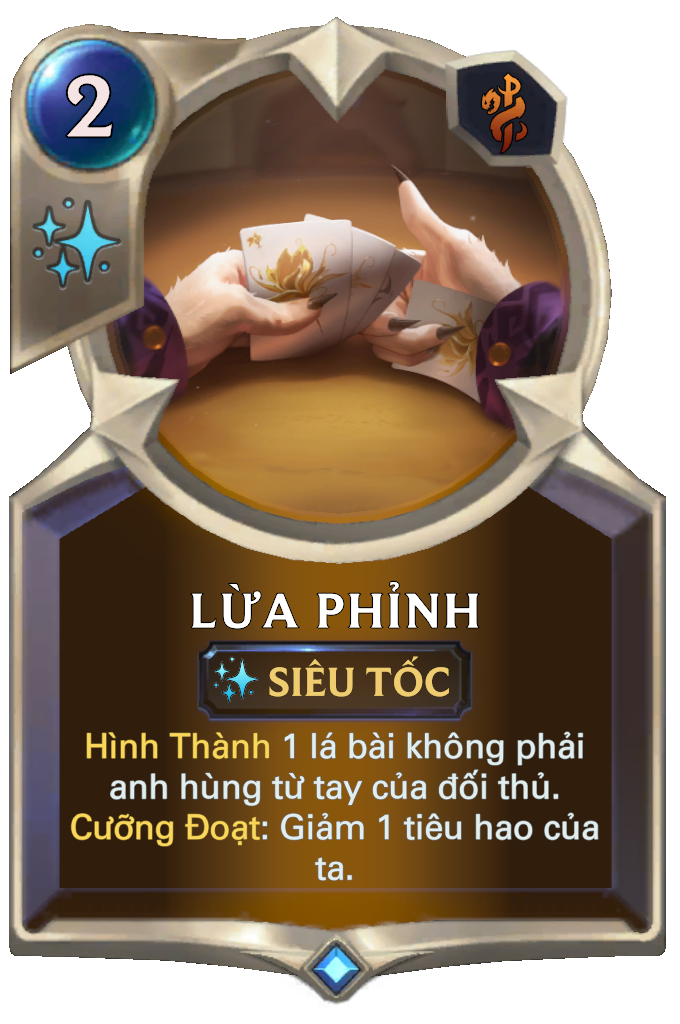 2
LỪA PHỈNH
SIÊU TỐC
Hình Thành 1 lá bài không phải
anh hùng từ tay của đối thủ.
Cưỡng Đoạt: Giảm 1 tiêu hao của
ta.